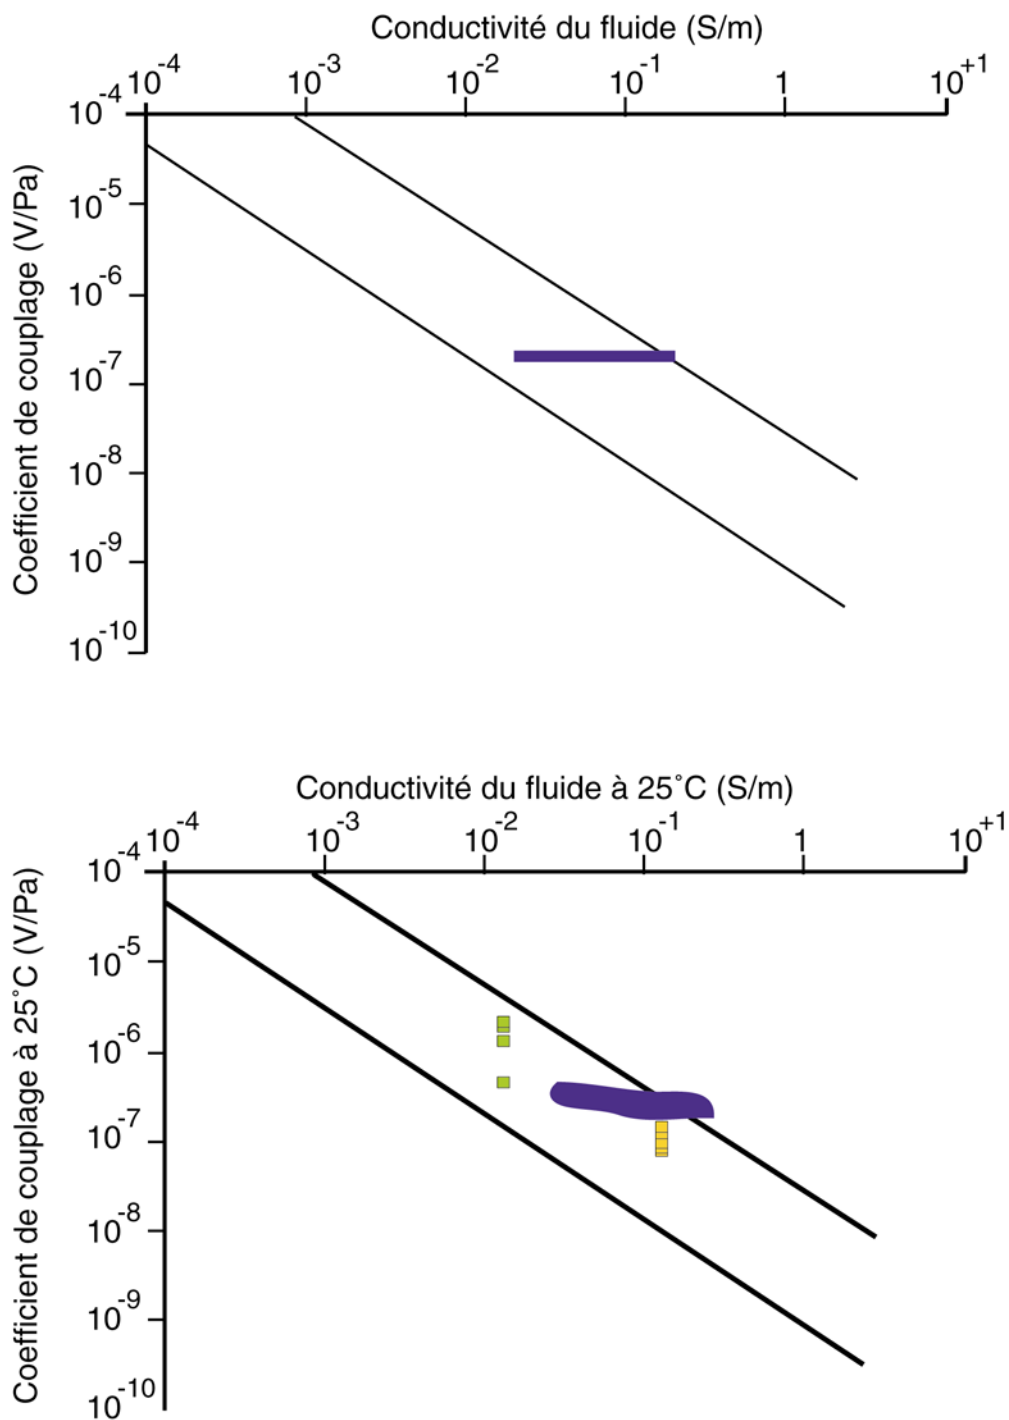 Conductivité du fluide (S/m)
10-4 10-3 10-2 10-1 1 10+1
10-4
10-5
10-6
10-7
10-8
10-9
10-10
Coefficient de couplage (V/Pa)
Conductivité du fluide à 25°C (S/m)
10-4 10-3 10-2 10-1 1 10+1
10-4
10-5
10-6
10-7
10-8
10-9
10-10
Coefficient de couplage à 25°C (V/Pa)